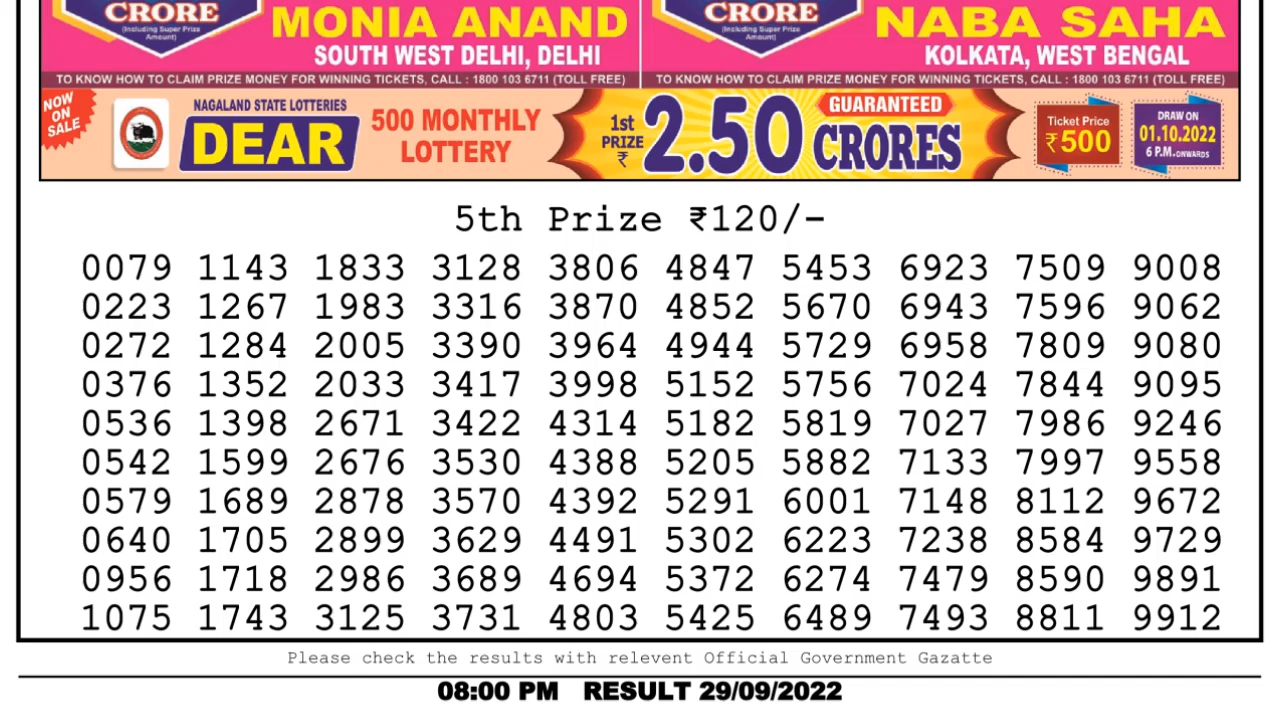 CRORE
(Including Super Prize
Amount)
MONIA ANAND
SOUTH WEST DELHI, DELHI
TO KNOW HOW TO CLAIM PRIZE MONEY FOR WINNING TICKETS, CALL : 1800 103 6711 (TOLL FREE)
CRORE
(Including Super Prize
Amount)
NABA SAHA
KOLKATA, WEST BENGAL
TO KNOW HOW TO CLAIM PRIZE MONEY FOR WINNING TICKETS, CALL : 1800 103 6711 (TOLL FREE)
NOW
ON
SALE
NAGALAND STATE LOTTERIES
DEAR
500 MONTHLY
LOTTERY
1st
PRIZE
₹
2.50
GUARANTEED
CRORES
Ticket Price
₹500
DRAW ON
01.10.2022
6 P.M.ONWARDS
5th Prize ₹120/-
0079 1143 1833 3128 3806 4847 5453 6923 7509 9008
0223 1267 1983 3316 3870 4852 5670 6943 7596 9062
0272 1284 2005 3390 3964 4944 5729 6958 7809 9080
0376 1352 2033 3417 3998 5152 5756 7024 7844 9095
0536 1398 2671 3422 4314 5182 5819 7027 7986 9246
0542 1599 2676 3530 4388 5205 5882 7133 7997 9558
0579 1689 2878 3570 4392 5291 6001 7148 8112 9672
0640 1705 2899 3629 4491 5302 6223 7238 8584 9729
0956 1718 2986 3689 4694 5372 6274 7479 8590 9891
1075 1743 3125 3731 4803 5425 6489 7493 8811 9912
Please check the results with relevent Official Government Gazatte
08:00 PM RESULT 29/09/2022